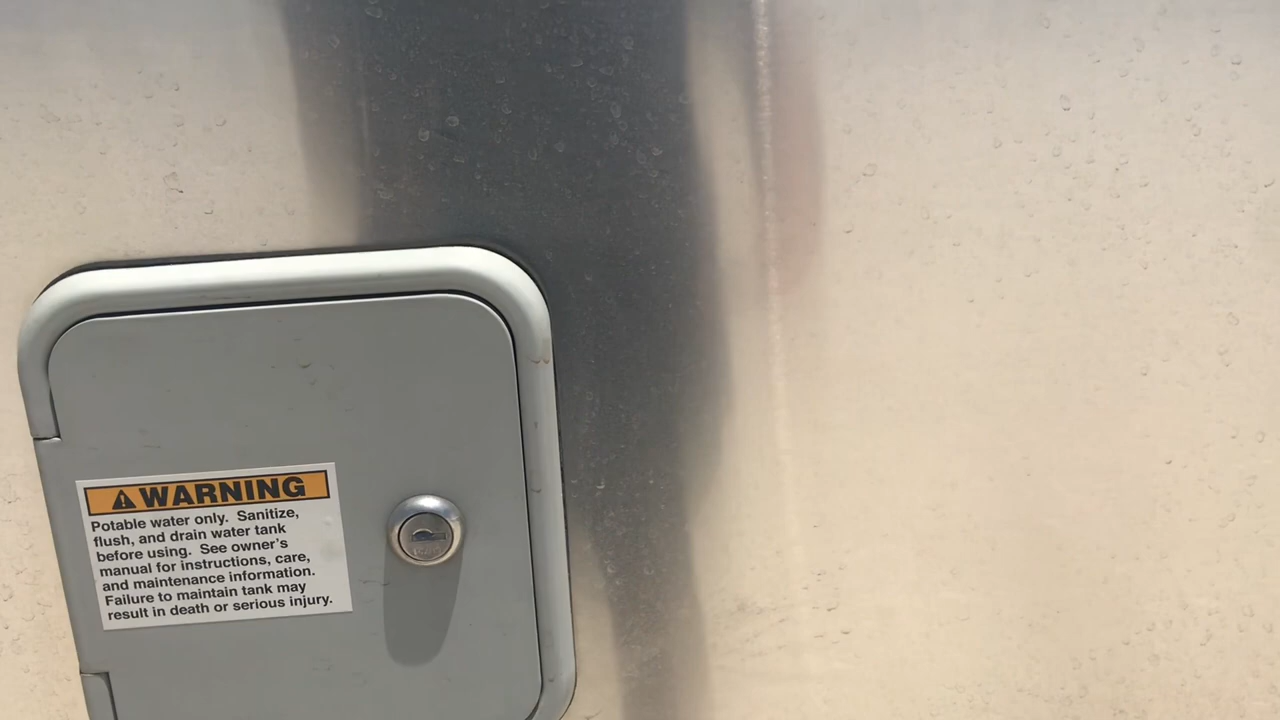 WARNING
Potable water only. Sanitize,
flush, and drain water tank
before using. See owner's
manual for instructions, care,
and maintenance information.
Failure to maintain tank may
result in death or serious injury.